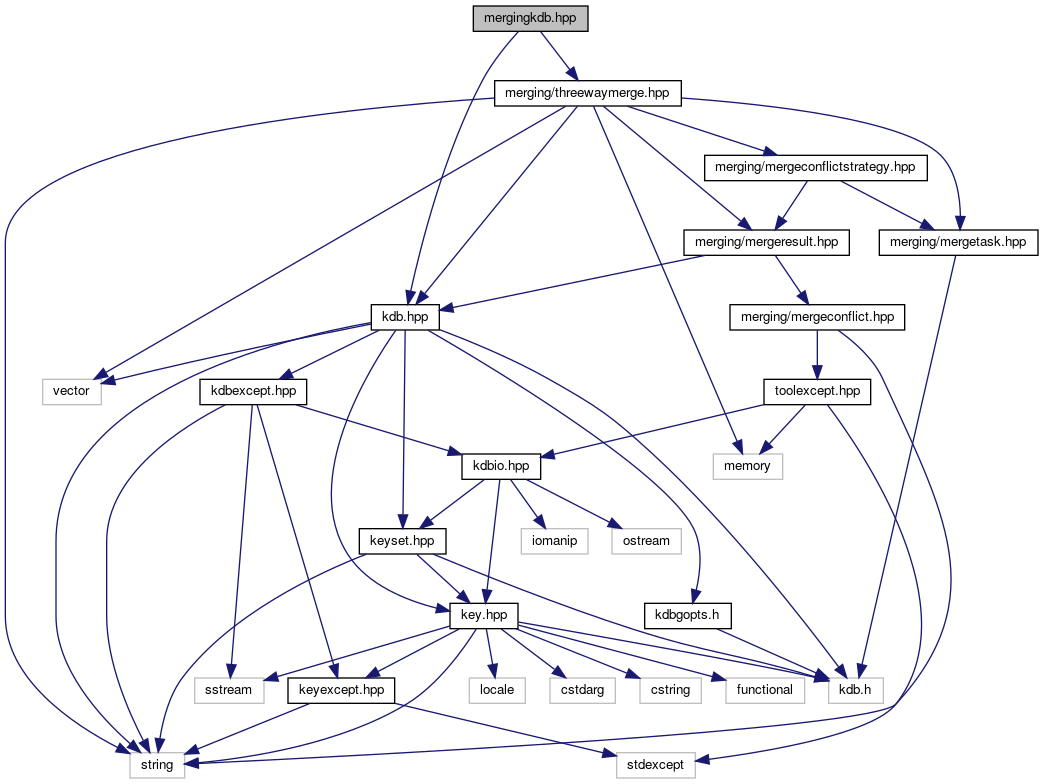 mergingkdb.hpp
merging/threewaymerge.hpp
merging/mergeconflictstrategy.hpp
merging/mergeresult.hpp
merging/mergetask.hpp
kdb.hpp
merging/mergeconflict.hpp
vector
kdbexcept.hpp
toolexcept.hpp
kdbio.hpp
memory
keyset.hpp
iomanip
ostream
key.hpp
kdbgopts.h
sstream
keyexcept.hpp
locale
cstdarg
cstring
functional
kdb.h
string
stdexcept